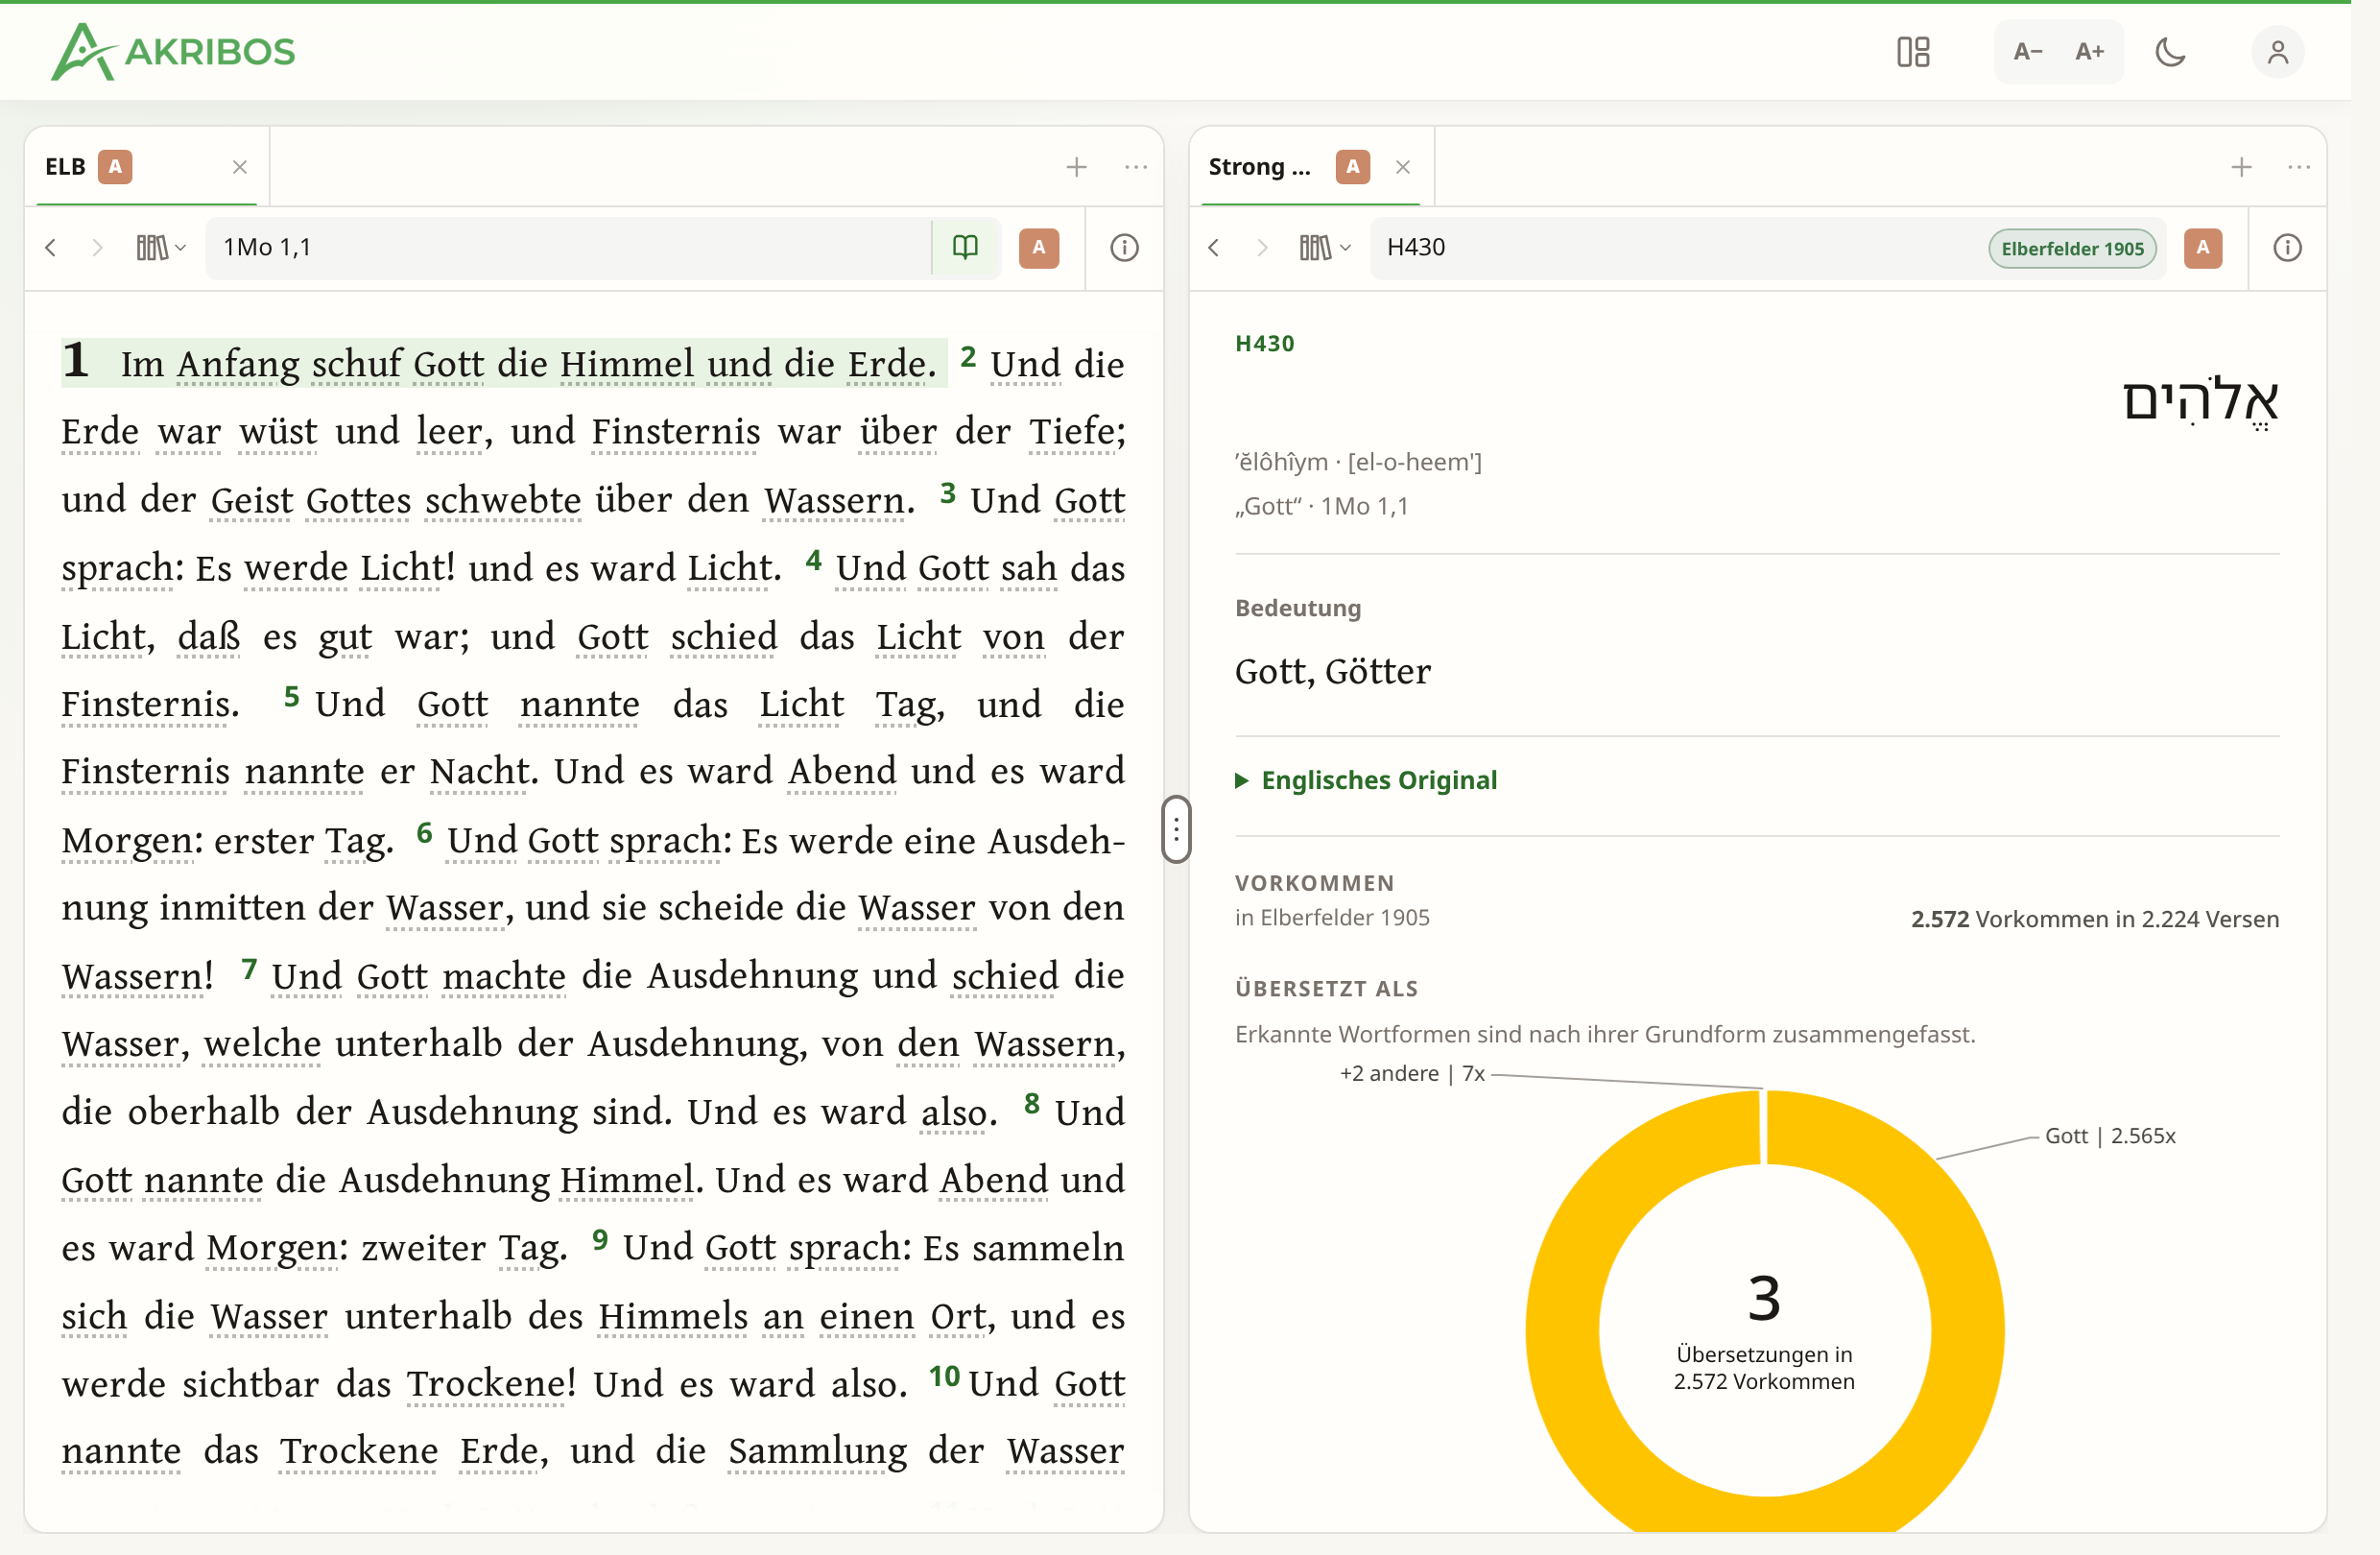 AKRIBOS
A− A+
ELB A
1Mo 1,1 A
1 Im Anfang schuf Gott die Himmel und die Erde. 2 Und die
Erde war wüst und leer, und Finsternis war über der Tiefe;
und der Geist Gottes schwebte über den Wassern. 3 Und Gott
sprach: Es werde Licht! und es ward Licht. 4 Und Gott sah das
Licht, daß es gut war; und Gott schied das Licht von der
Finsternis. 5 Und Gott nannte das Licht Tag, und die
Finsternis nannte er Nacht. Und es ward Abend und es ward
Morgen: erster Tag. 6 Und Gott sprach: Es werde eine Ausdeh-
nung inmitten der Wasser, und sie scheide die Wasser von den
Wassern! 7 Und Gott machte die Ausdehnung und schied die
Wasser, welche unterhalb der Ausdehnung, von den Wassern,
die oberhalb der Ausdehnung sind. Und es ward also. 8 Und
Gott nannte die Ausdehnung Himmel. Und es ward Abend und
es ward Morgen: zweiter Tag. 9 Und Gott sprach: Es sammeln
sich die Wasser unterhalb des Himmels an einen Ort, und es
werde sichtbar das Trockene! Und es ward also. 10 Und Gott
nannte das Trockene Erde, und die Sammlung der Wasser
Strong ... A
H430 Elberfelder 1905 A
H430
אֱלֹהִים
'ĕlôhîym · [el-o-heem']
„Gott“ · 1Mo 1,1
Bedeutung
Gott, Götter
Englisches Original
VORKOMMEN
in Elberfelder 1905
2.572 Vorkommen in 2.224 Versen
ÜBERSETZT ALS
Erkannte Wortformen sind nach ihrer Grundform zusammengefasst.
+2 andere | 7x
Gott | 2.565x
3
Übersetzungen in
2.572 Vorkommen